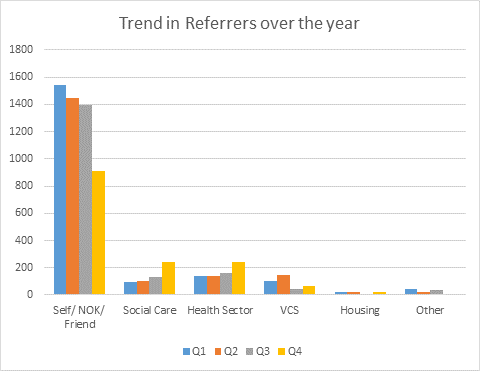 Trend in Referrers over the year
1800
1600
1400
1200
1000
800
600
400
200
0
Self/ NOK/ Social Care Health Sector VCS Housing Other
Friend
Q1 Q2 Q3 Q4